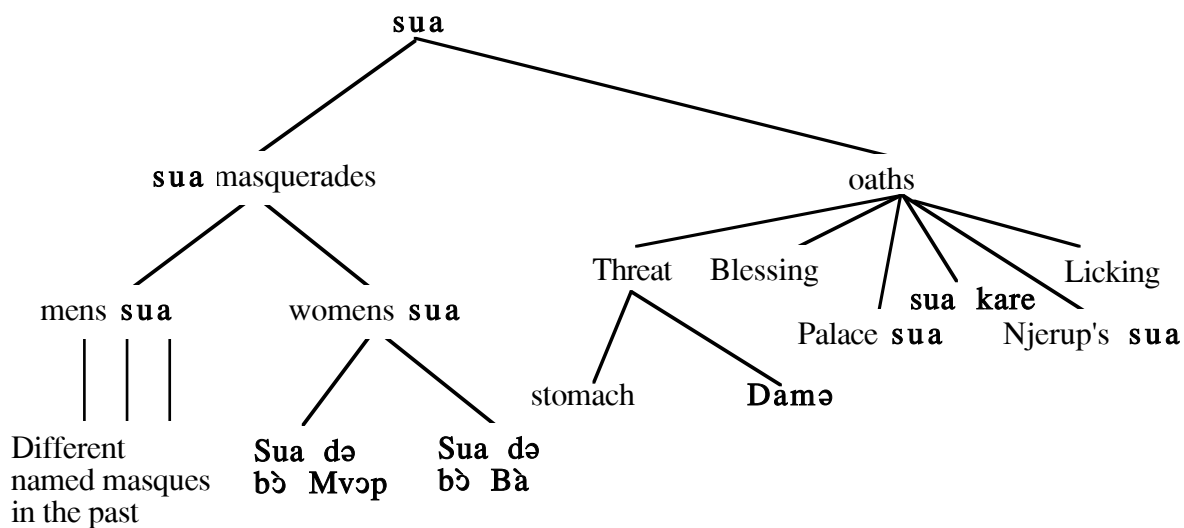 sua
sua masquerades
oaths
Threat
Blessing
Licking
mens sua
womens sua
sua kare
Palace sua
Njerup's sua
stomach
Damə
Different
named masques
in the past
Sua də
bɔ̀ Mvɔp
Sua də
bɔ̀ Bà